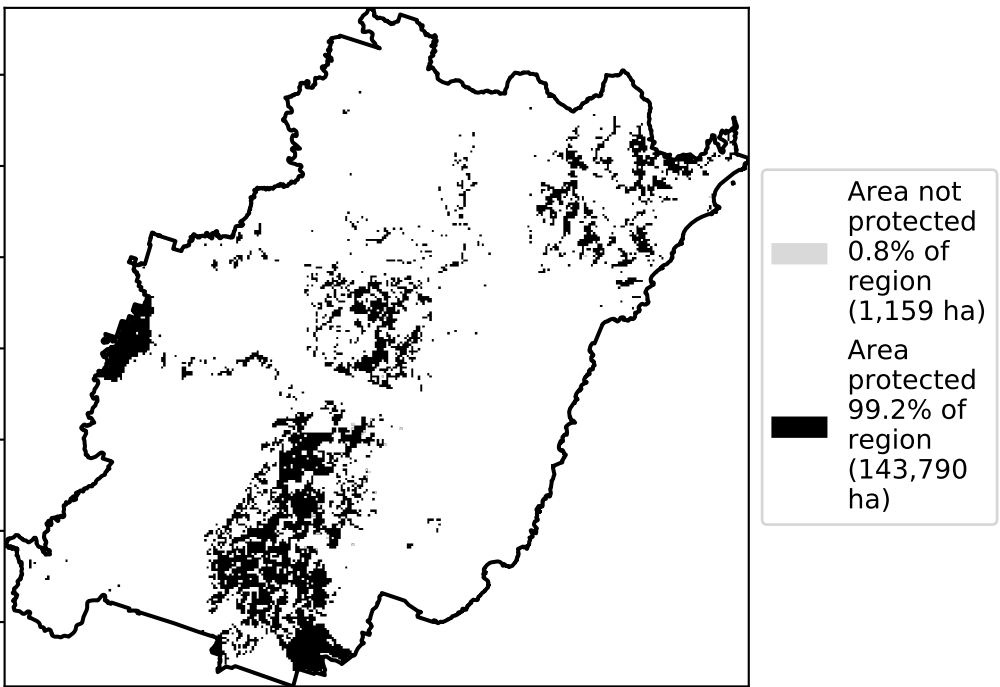 Area not
protected
0.8% of
region
(1,159 ha)
Area
protected
99.2% of
region
(143,790
ha)